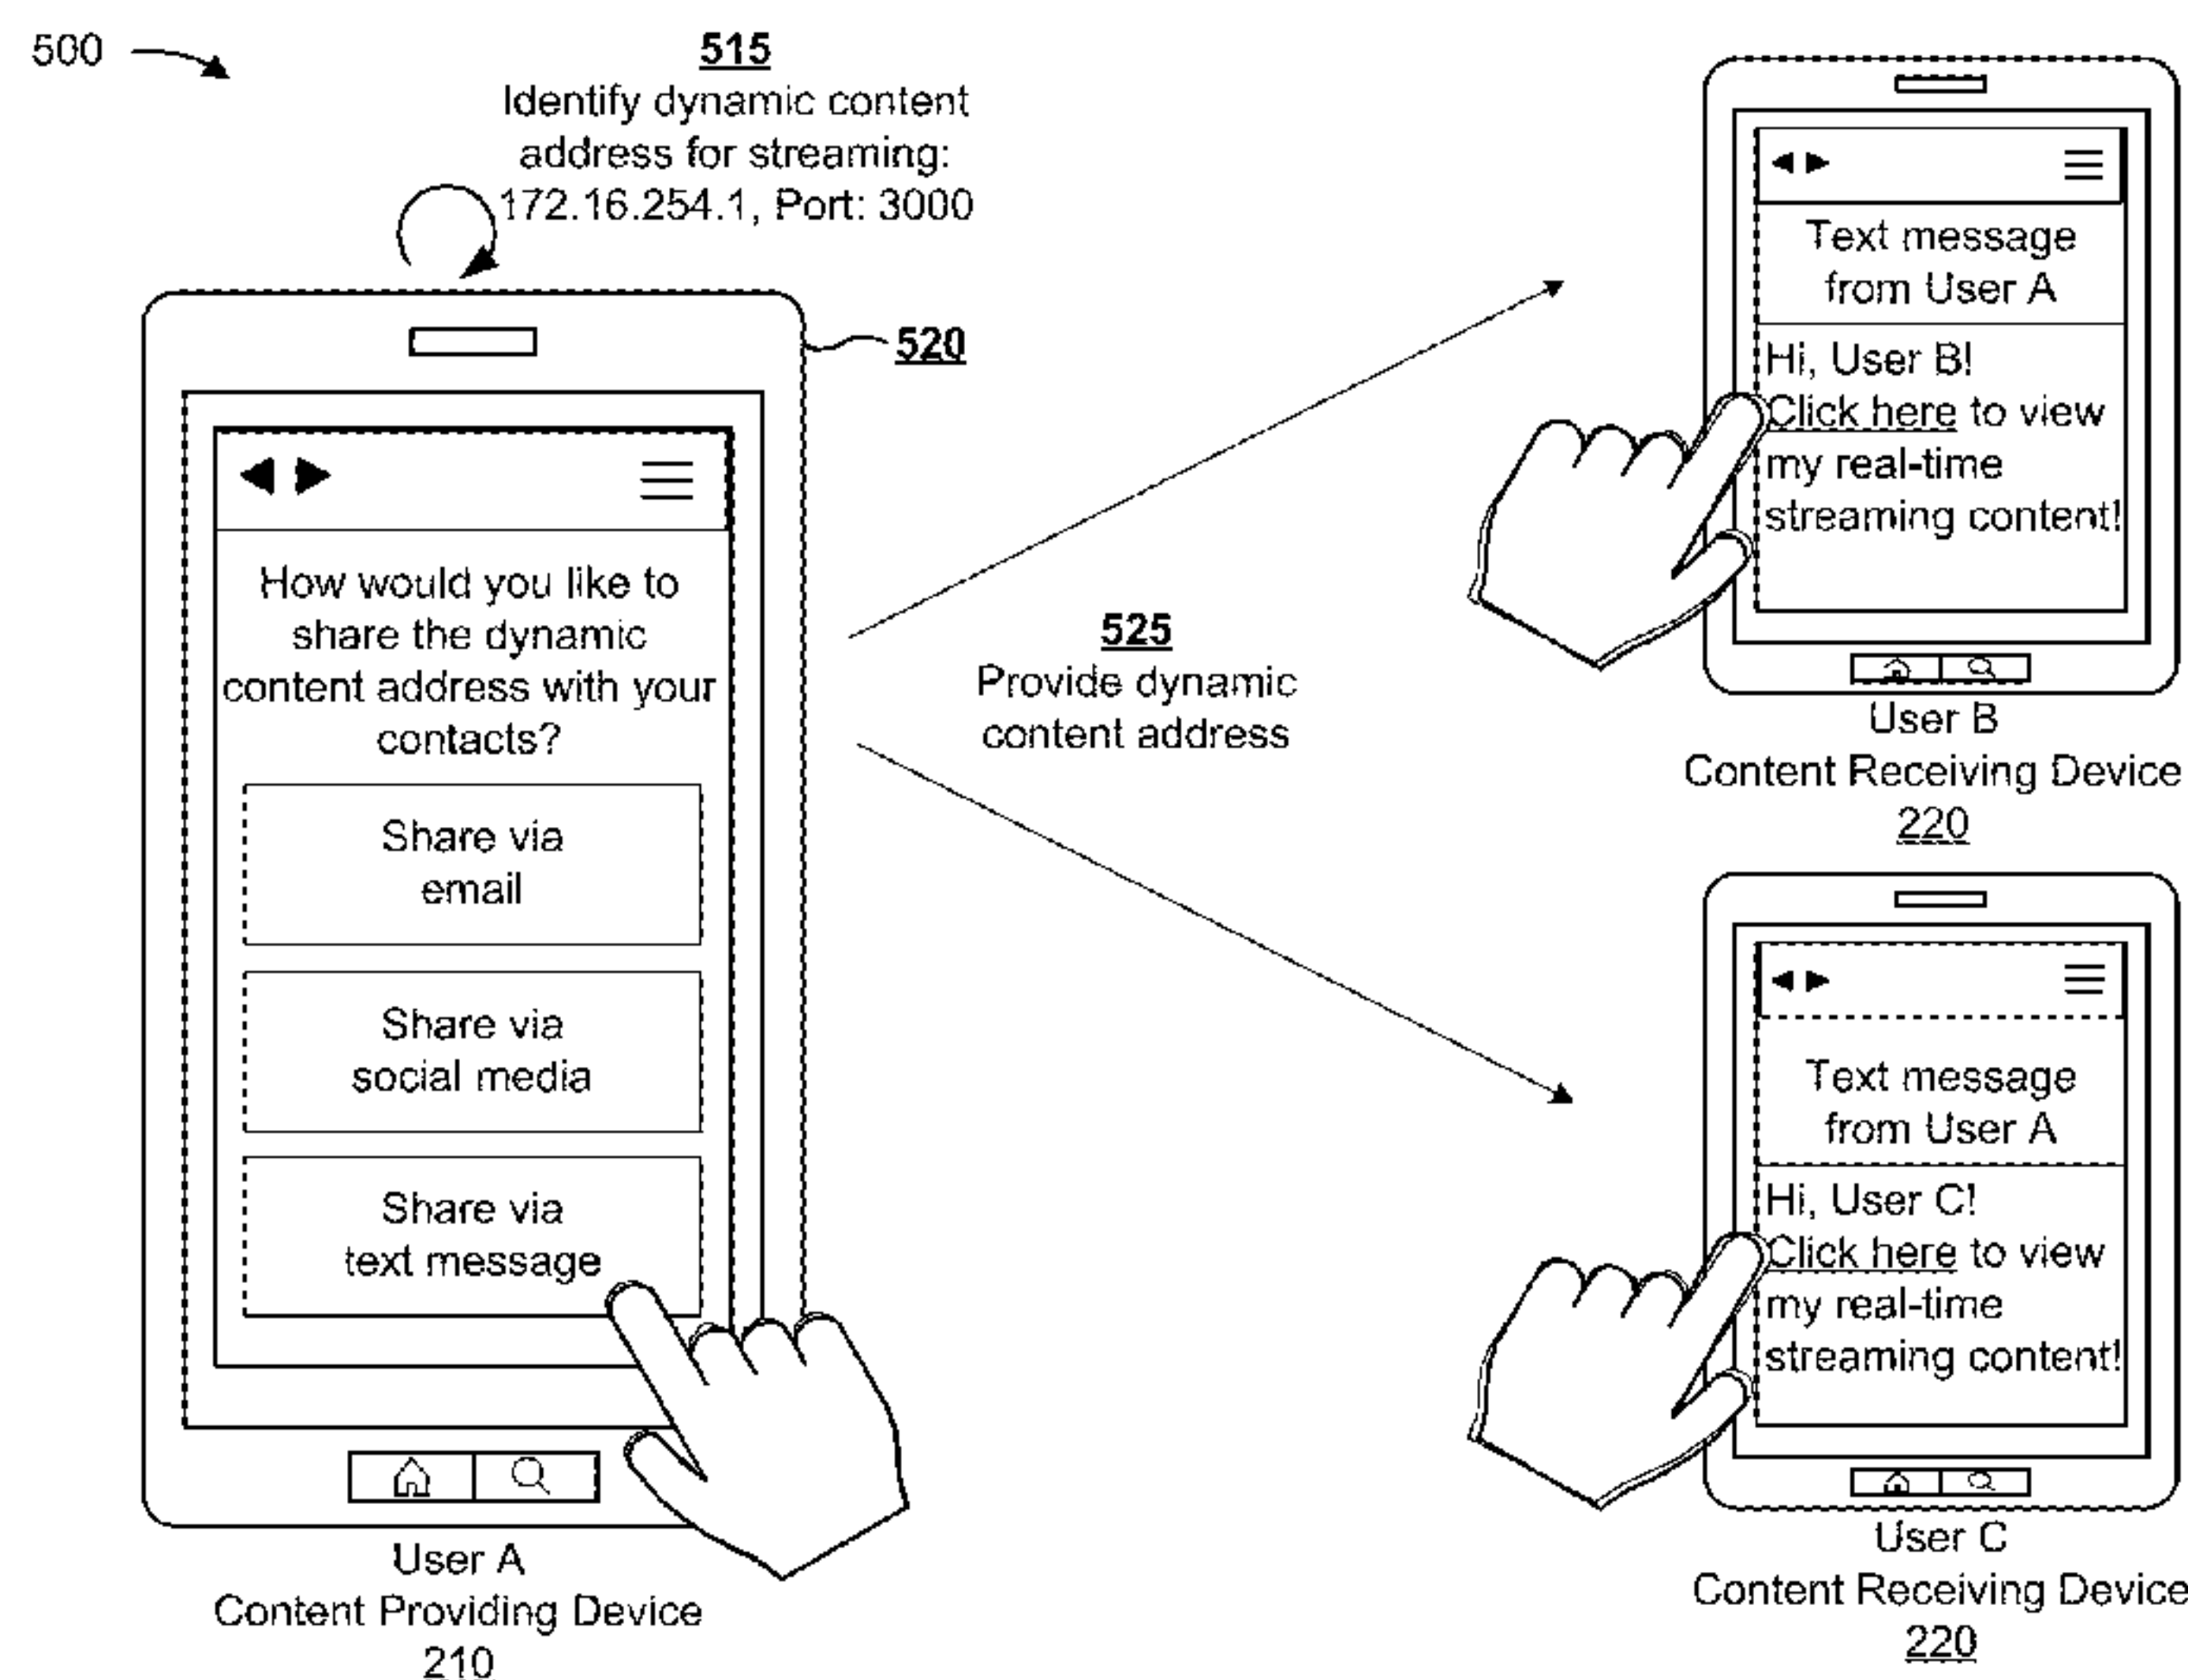 500
515
Identify dynamic content
address for streaming:
172.16.254.1, Port: 3000
520
How would you like to
share the dynamic
content address with your
contacts?
Share via
email
Share via
social media
Share via
text message
User A
Content Providing Device
210
525
Provide dynamic
content address
Text message
from User A
Hi, User B!
Click here to view
my real-time
streaming content!
User B
Content Receiving Device
220
Text message
from User A
Hi, User C!
Click here to view
my real-time
streaming content!
User C
Content Receiving Device
220